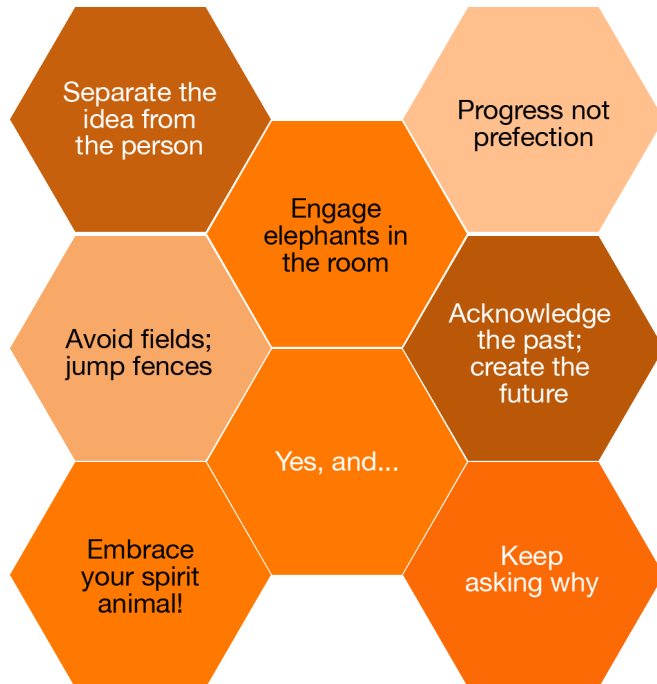 Separate the
idea from
the person
Progress not
prefection
Engage
elephants in
the room
Avoid fields;
jump fences
Acknowledge
the past;
create the
future
Yes, and...
Embrace
your spirit
animal!
Keep
asking why